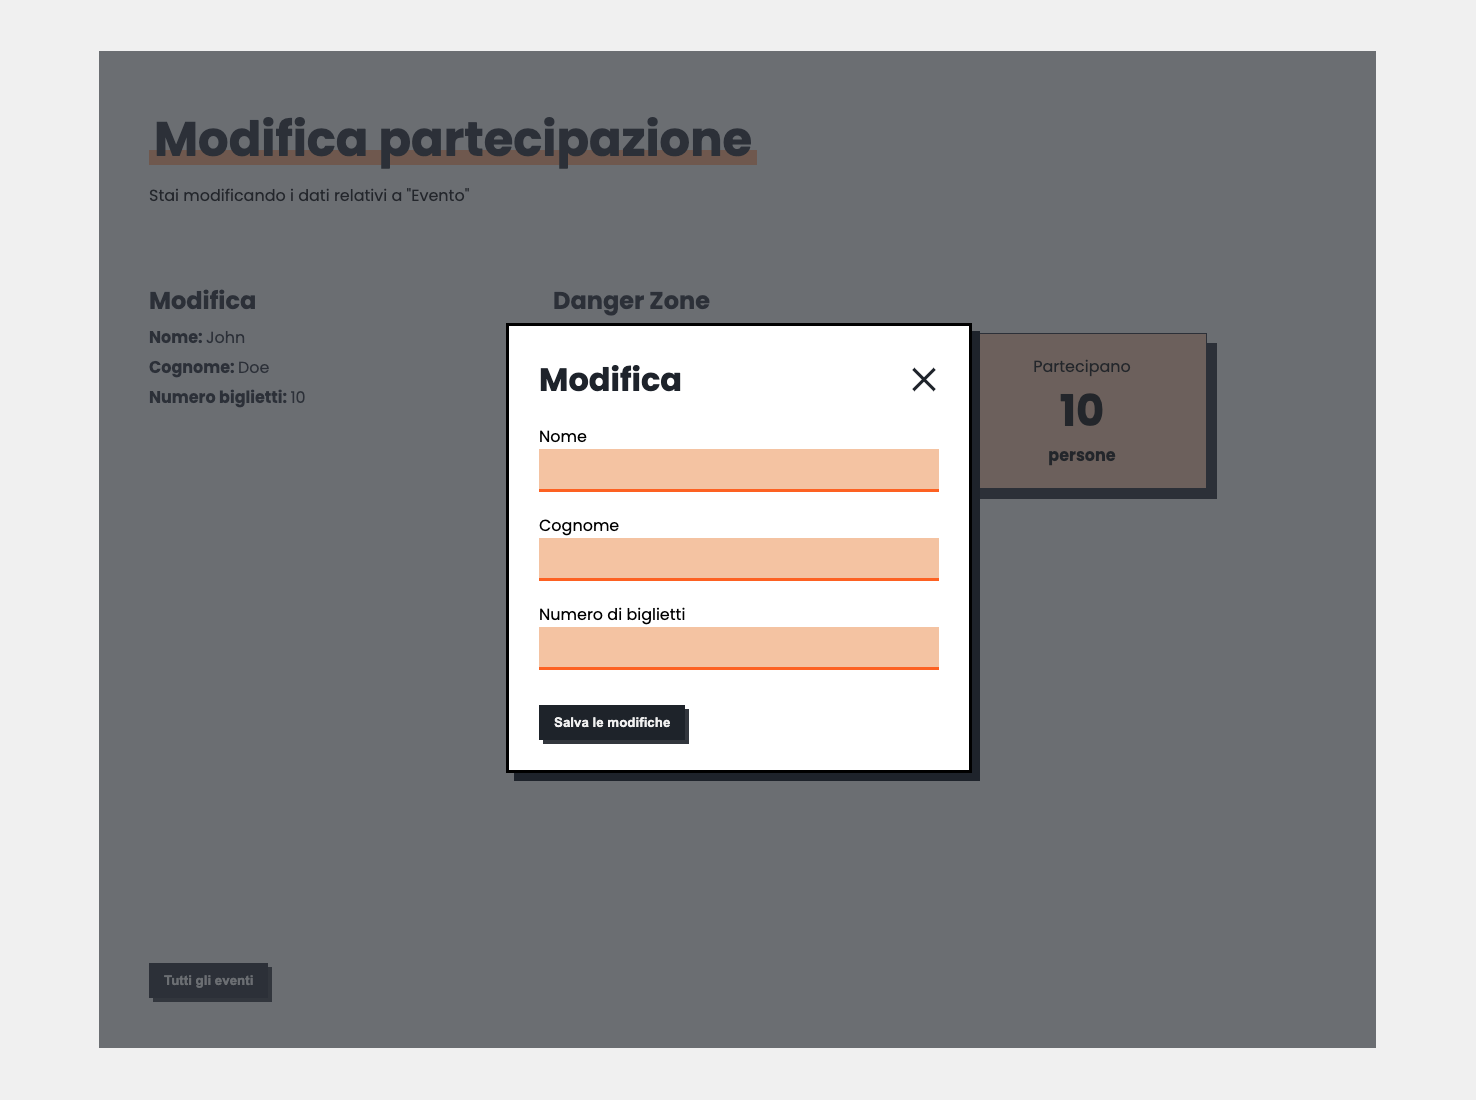 Modifica partecipazione
Stai modificando i dati relativi a "Evento"
Modifica
Nome: John
Cognome: Doe
Numero biglietti: 10
Danger Zone
Partecipano
10
persone
Modifica
Nome
Cognome
Numero di biglietti
Salva le modifiche
Tutti gli eventi